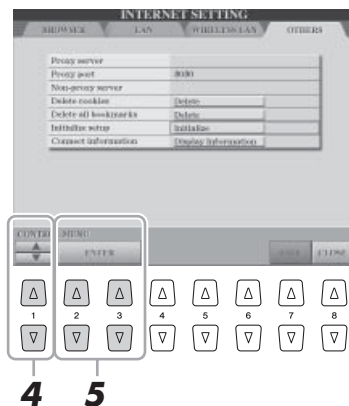 INTERNET SETTING
BROWSER LAN WIRELESS LAN OTHERS
Proxy server
Proxy port 8080
Non-proxy server
Delete cookies Delete
Delete all bookmarks Delete
Initialize setup Initialize
Connect information Display Information
CONTROL MENU
ENTER CLOSE
1 2 3 4 5 6 7 8
4 5